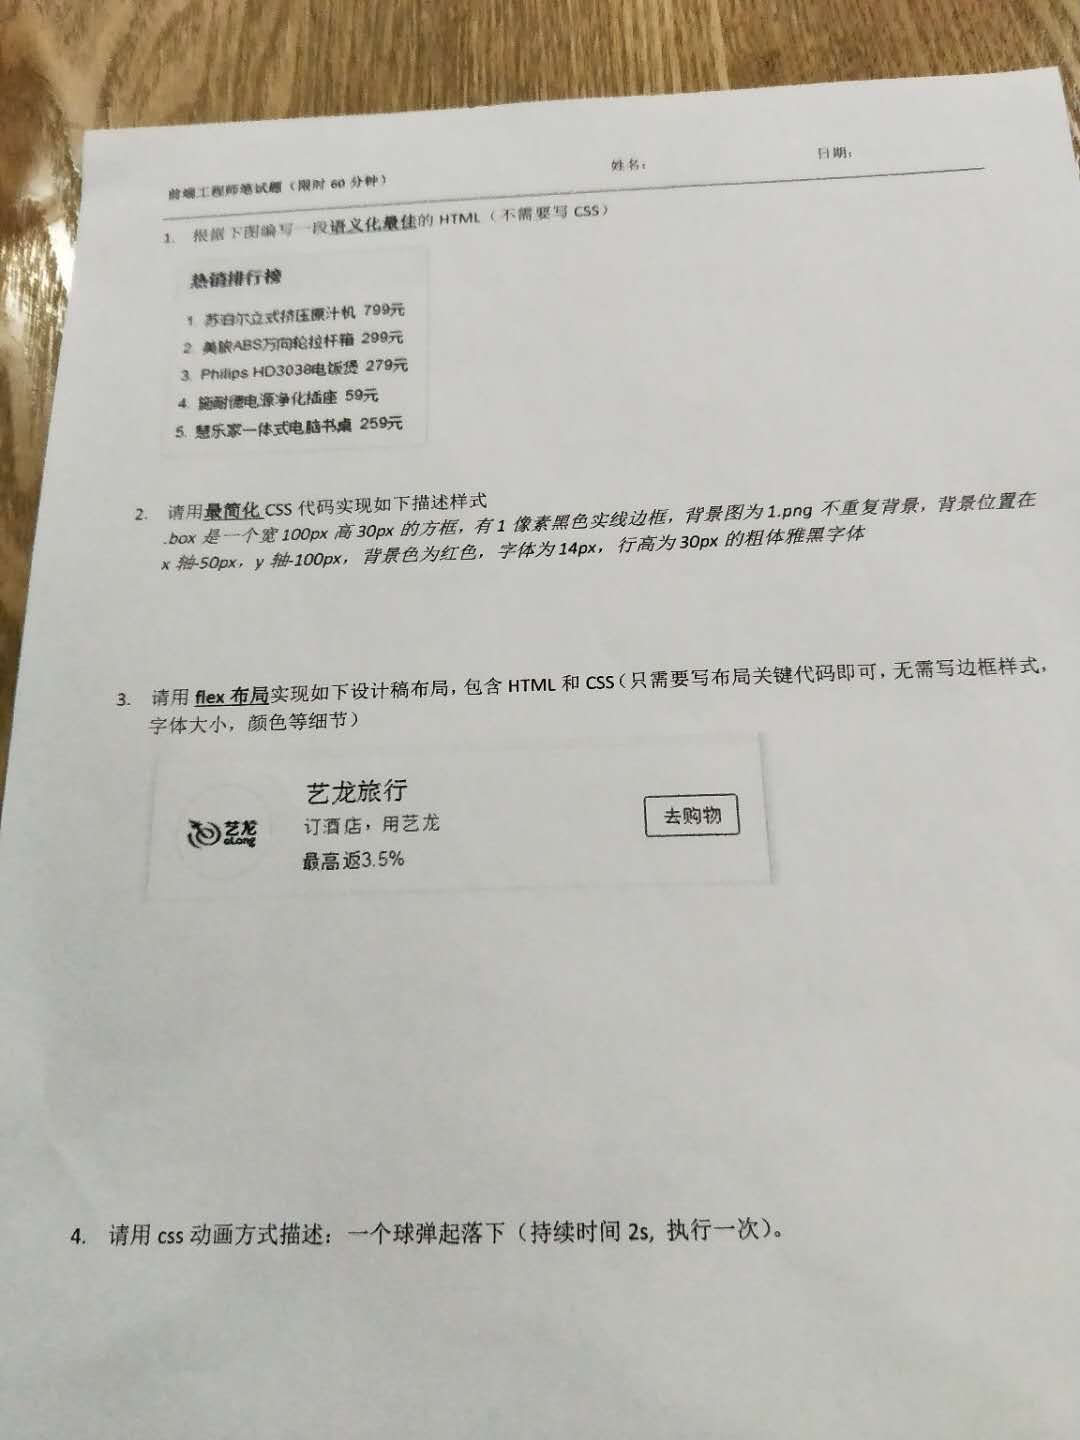 姓名：
日期：
前端工程师笔试题（限时 60 分钟）
1. 根据下图编写一段语义化最佳的 HTML（不需要写 CSS）
热销排行榜
1. 苏泊尔立式挤压原汁机 799元
2. 美旅ABS万向轮拉杆箱 299元
3. Philips HD3038电饭煲 279元
4. 施耐德电源净化插座 59元
5. 慧乐家一体式电脑书桌 259元
2. 请用最简化 CSS 代码实现如下描述样式
.box 是一个宽 100px 高 30px 的方框，有 1 像素黑色实线边框，背景图为 1.png 不重复背景，背景位置在
x 轴-50px，y 轴-100px，背景色为红色，字体为 14px，行高为 30px 的粗体雅黑字体
3. 请用 flex 布局实现如下设计稿布局，包含 HTML 和 CSS（只需要写布局关键代码即可，无需写边框样式，
字体大小，颜色等细节）
艺龙旅行
艺龙
eLong
订酒店，用艺龙
去购物
最高返3.5%
4. 请用 css 动画方式描述：一个球弹起落下（持续时间 2s, 执行一次）。